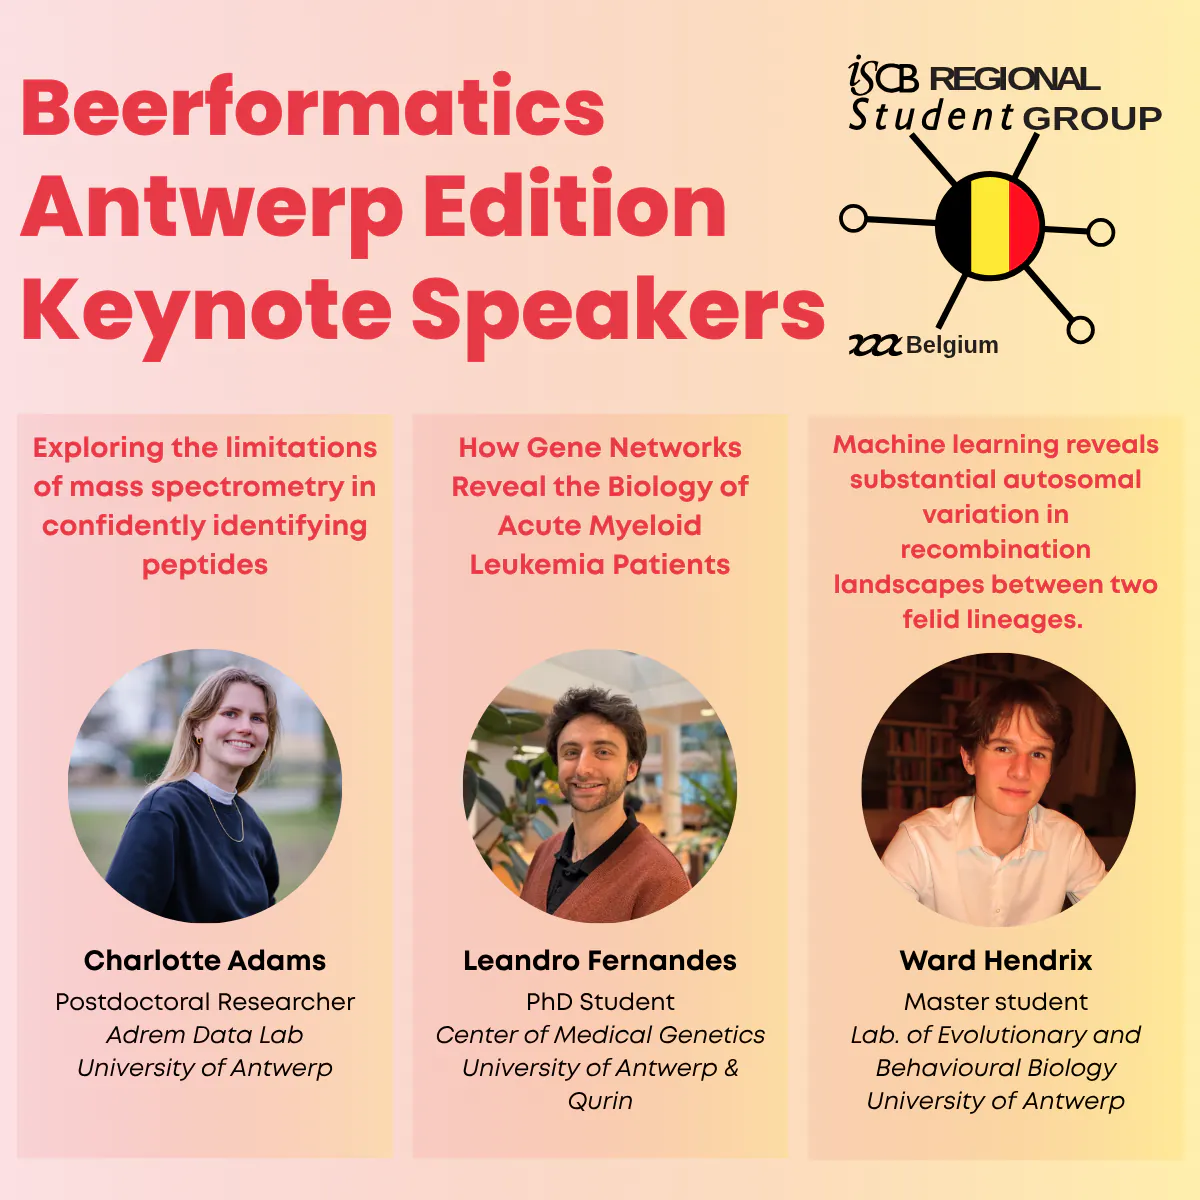 Beerformatics
Antwerp Edition
Keynote Speakers
iSCB REGIONAL
Student GROUP
Belgium
Exploring the limitations
of mass spectrometry in
confidently identifying
peptides
Charlotte Adams
Postdoctoral Researcher
Adrem Data Lab
University of Antwerp
How Gene Networks
Reveal the Biology of
Acute Myeloid
Leukemia Patients
Leandro Fernandes
PhD Student
Center of Medical Genetics
University of Antwerp &
Qurin
Machine learning reveals
substantial autosomal
variation in
recombination
landscapes between two
felid lineages.
Ward Hendrix
Master student
Lab. of Evolutionary and
Behavioural Biology
University of Antwerp